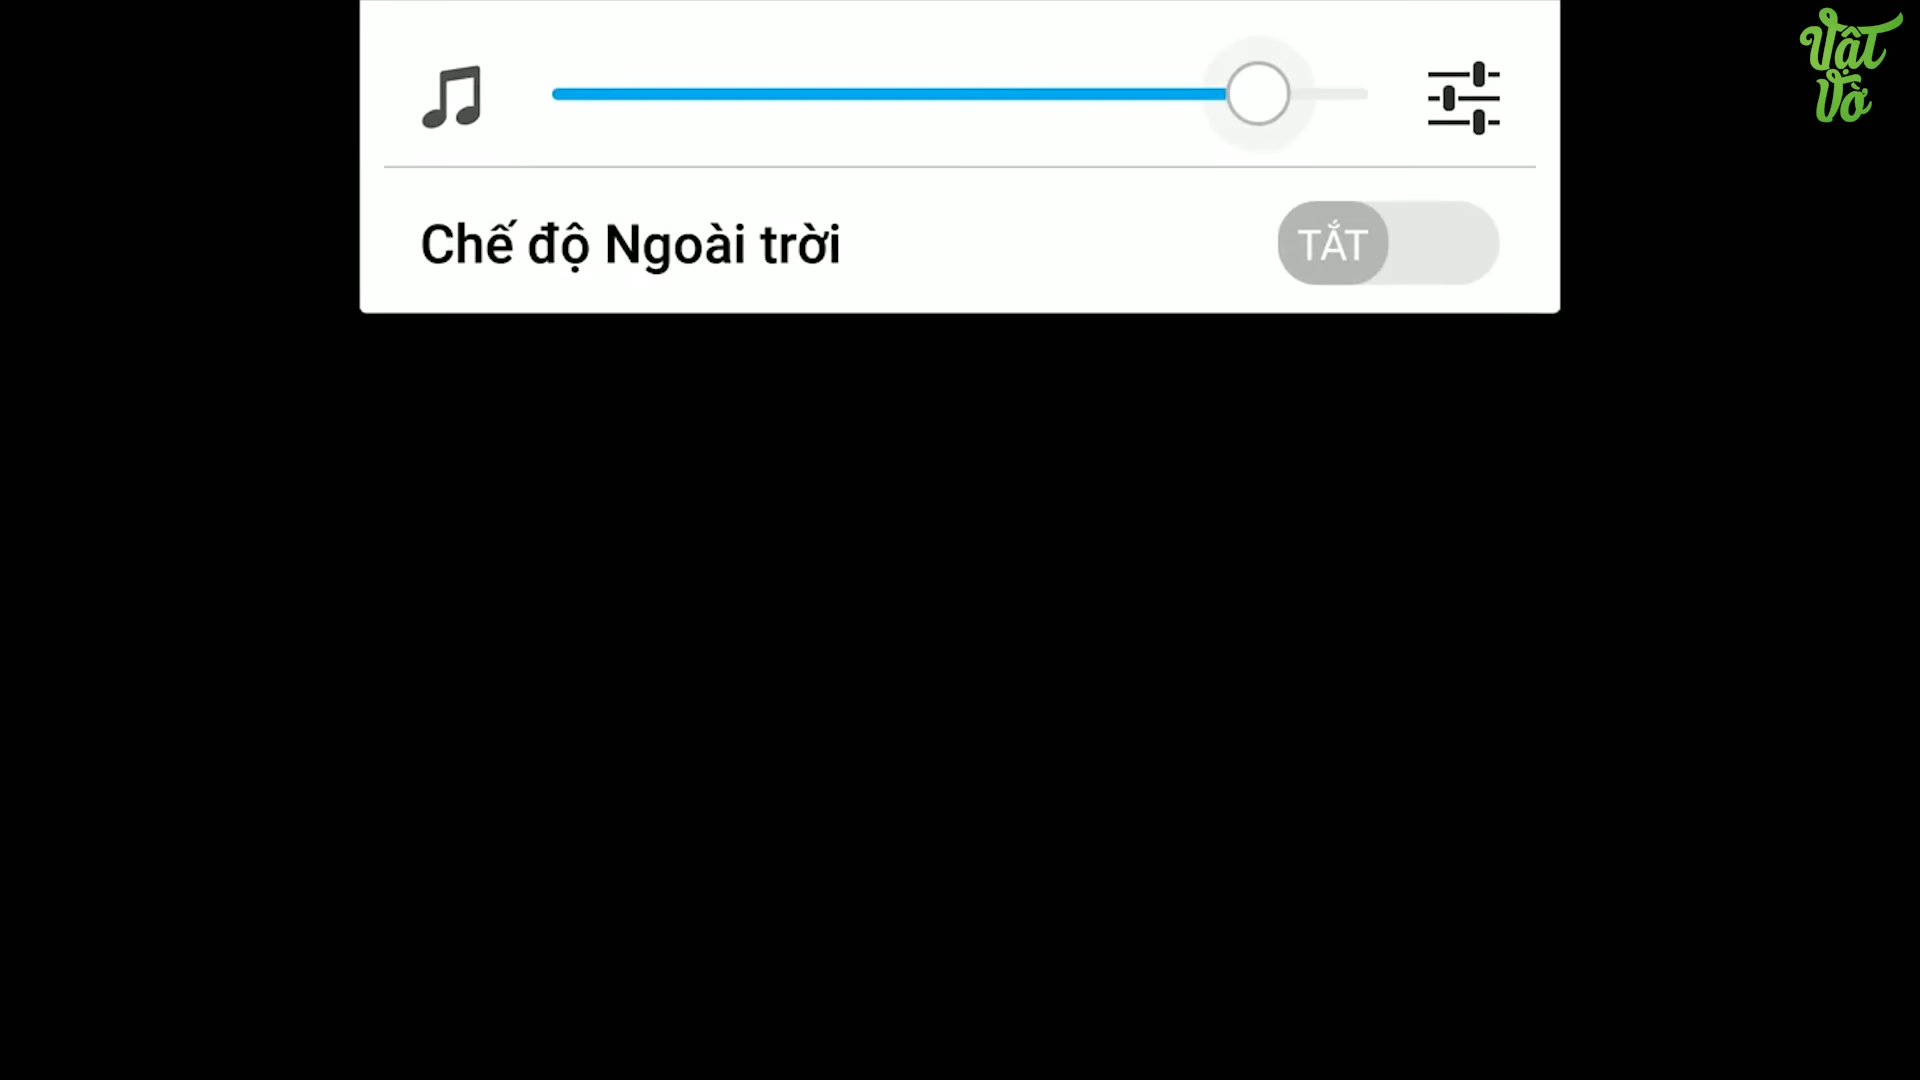 Vật
Vờ
Chế độ Ngoài trời
TẮT